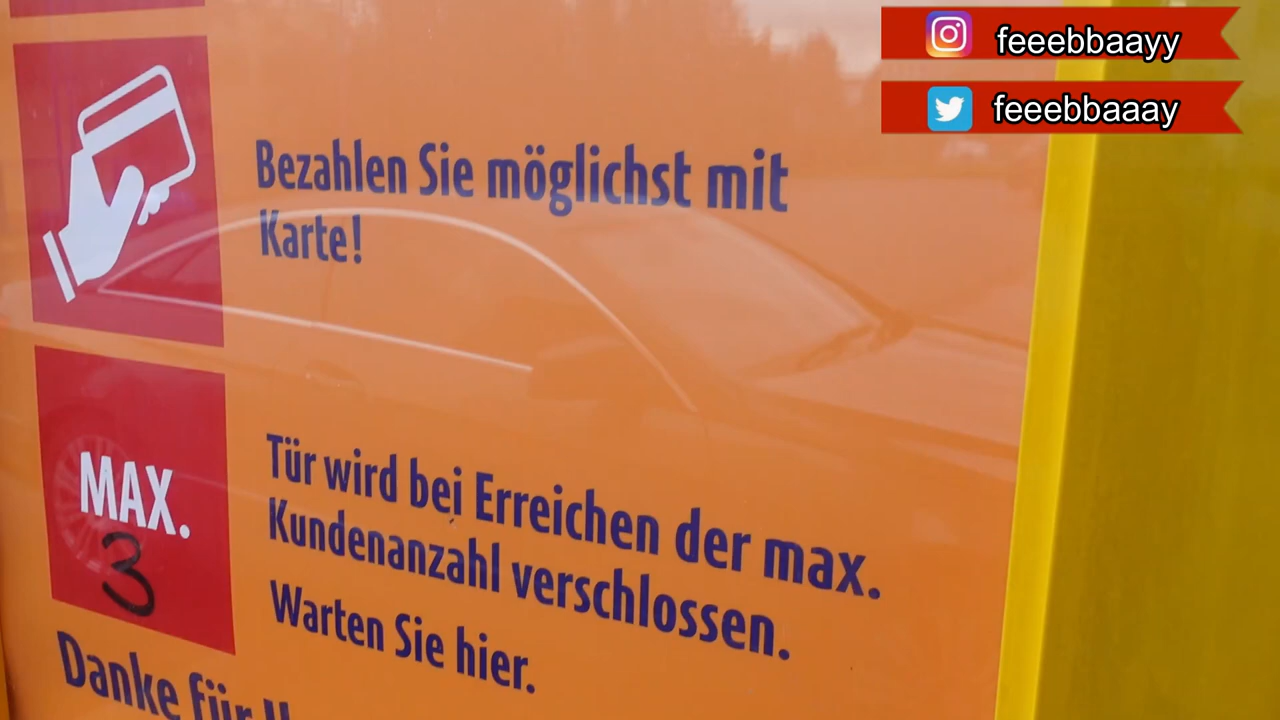 feeebbaayy
feeebbaaay
Bezahlen Sie möglichst mit
Karte!
MAX.
3
Tür wird bei Erreichen der max.
Kundenanzahl verschlossen.
Warten Sie hier.
Danke für